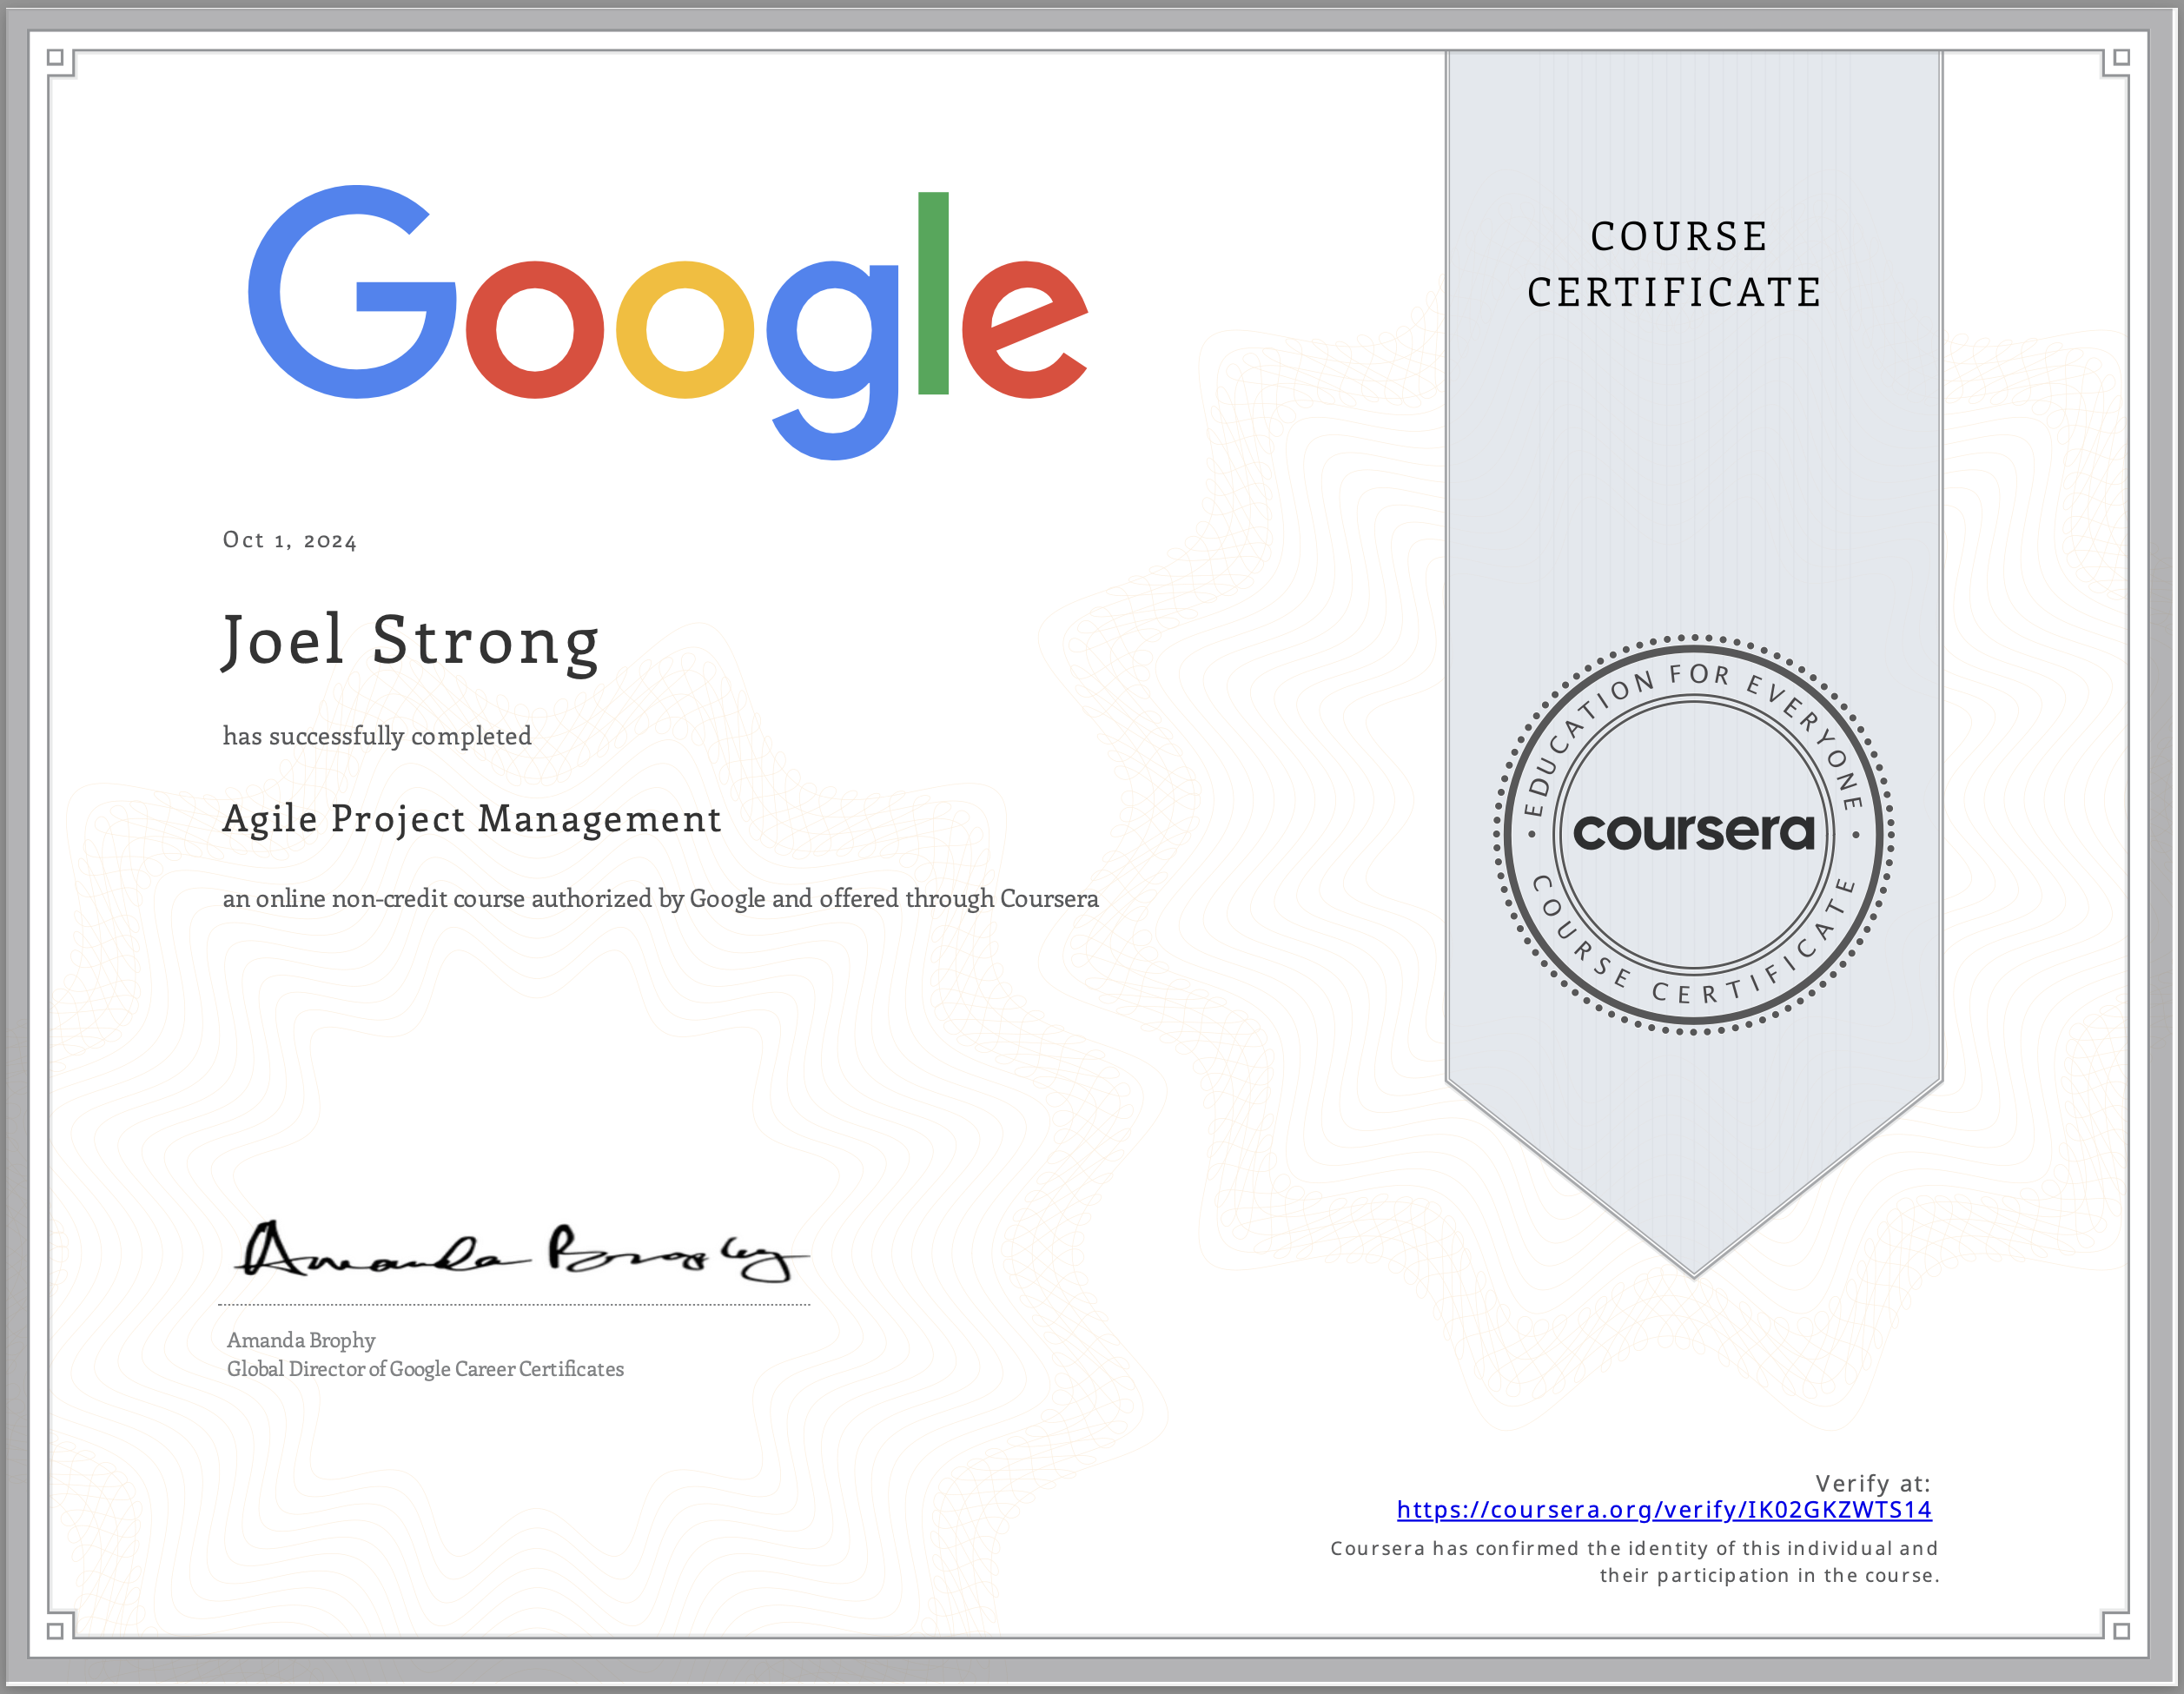 Google
COURSE
CERTIFICATE
Oct 1, 2024
Joel Strong
has successfully completed
Agile Project Management
an online non-credit course authorized by Google and offered through Coursera
EDUCATION FOR EVERYONE
coursera
COURSE CERTIFICATE
Amanda Brophy
Amanda Brophy
Global Director of Google Career Certificates
Verify at:
https://coursera.org/verify/IK02GKZWTS14
Coursera has confirmed the identity of this individual and
their participation in the course.